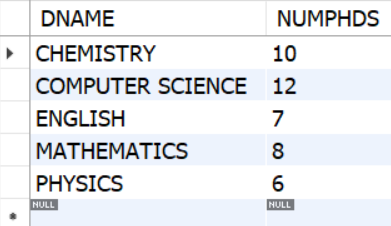 DNAME NUMPHDS
CHEMISTRY 10
COMPUTER SCIENCE 12
ENGLISH 7
MATHEMATICS 8
PHYSICS 6
NULL NULL